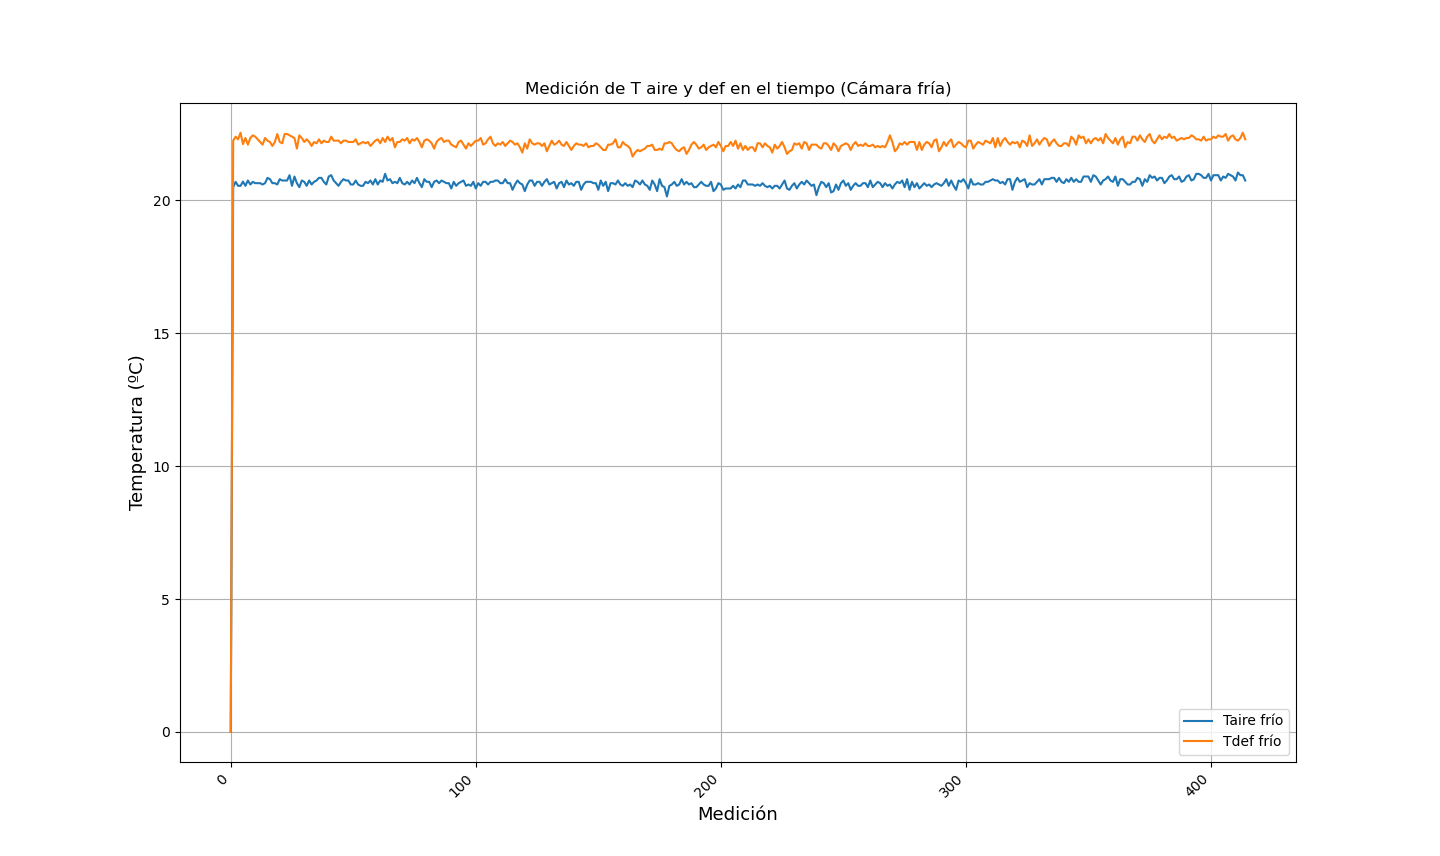 Medición de T aire y def en el tiempo (Cámara fría)
Temperatura (ºC)
20
15
10
5
0
0
100
200
300
400
Medición
Taire frío
Tdef frío